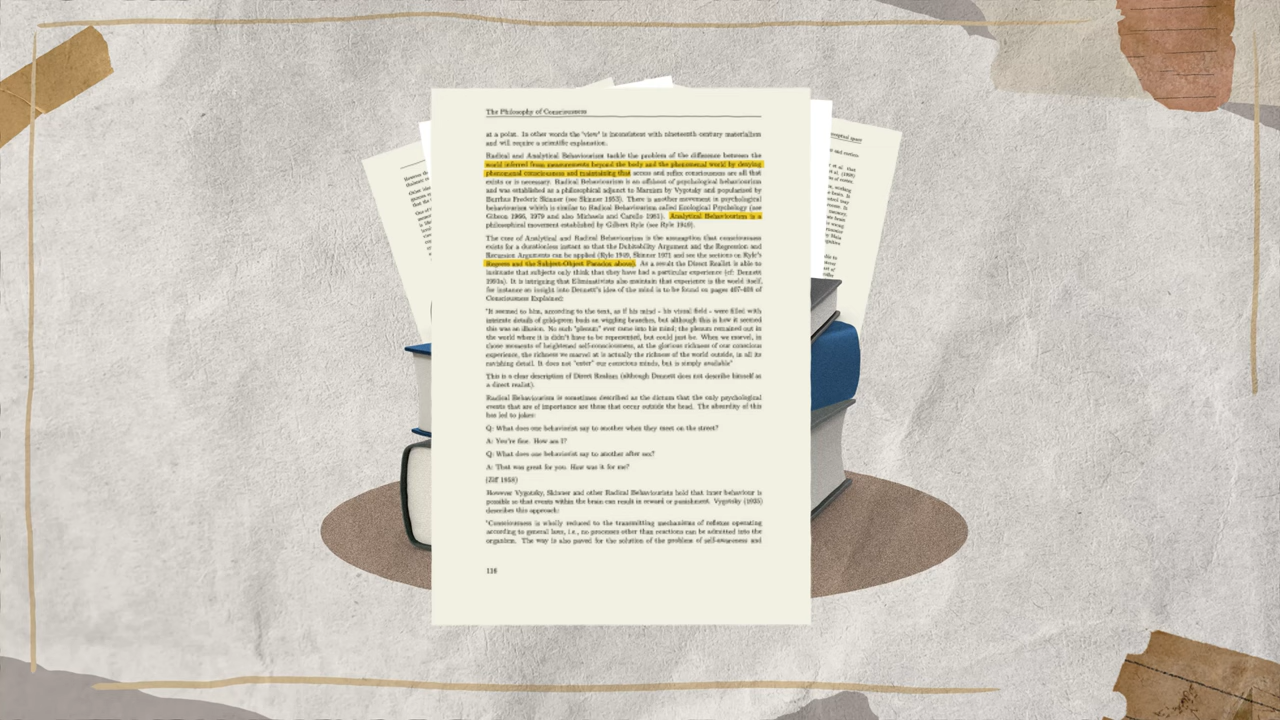 The Philosophy of Consciousness
at a point. In other words the 'view' is inconsistent with nineteenth-century materialism
and will require a scientific explanation.
Radical and Analytical Behaviourism tackle the problem of the difference between the
world inferred from measurements beyond the body and the phenomenal world by denying
phenomenal consciousness and maintaining that access and reflex consciousness are all that
exists or is necessary. Radical Behaviourism is an offshoot of psychological behaviourism
and was established as a philosophical adjunct to Marxism by Vygotsky and popularised by
Burrhus Frederic Skinner (see Skinner 1953). There is another movement in psychological
behaviourism which is similar to Radical Behaviourism called Ecological Psychology (see
Gibson 1966, 1979 and also Michaels and Carello 1981). Analytical Behaviourism is a
philosophical movement established by Gilbert Ryle (see Ryle 1949).
The core of Analytical and Radical Behaviourism is the assumption that consciousness
exists for a durationless instant so that the Dubitability Argument and the Regression and
Recursion Arguments can be applied (Ryle 1949, Skinner 1971 and see the sections on Ryle's
Regress and the Subject-Object Paradox above). As a result the Direct Realist is able to
insinuate that subjects only think that they have had a particular experience (cf: Dennett
1991a). It is intriguing that Eliminativists also maintain that experience is the world itself,
for instance an insight into Dennett's idea of the mind is to be found on pages 407-408 of
Consciousness Explained:
"It seemed to him, according to the text, as if his mind - his visual field - were filled with
intricate details of gold-green buds on wiggling branches, but although this is how it seemed
this was an illusion. No such "plenum" ever came into his mind; the plenum remained out in
the world where it is didn't have to be represented, but could just be. When we marvel, in
those moments of heightened self-consciousness, at the glorious richness of our conscious
experience, the richness we marvel at is actually the richness of the world outside, in all its
ravishing detail. It does not "enter" our conscious minds, but is simply available"
This is a clear description of Direct Realism (although Dennett does not describe himself as
a direct realist).
Radical Behaviourism is sometimes described as the dictum that the only psychological
events that are of importance are those that occur outside the head. The absurdity of this
has led to jokes:
Q: What does one behaviorist say to another when they meet on the street?
A: You're fine. How am I?
Q: What does one behaviorist say to another after sex?
A: That was great for you. How was it for me?
(Ziff 1958)
However Vygotsky, Skinner and other Radical Behaviourists hold that inner behaviour is
possible so that events within the brain can result in reward or punishment. Vygotsky (1925)
describes this approach:
"Consciousness is wholly reduced to the transmitting mechanisms of reflexes operating
according to general laws, i.e., no processes other than reactions can be admitted into the
organism. The way is also paved for the solution of the problem of self-awareness and
116